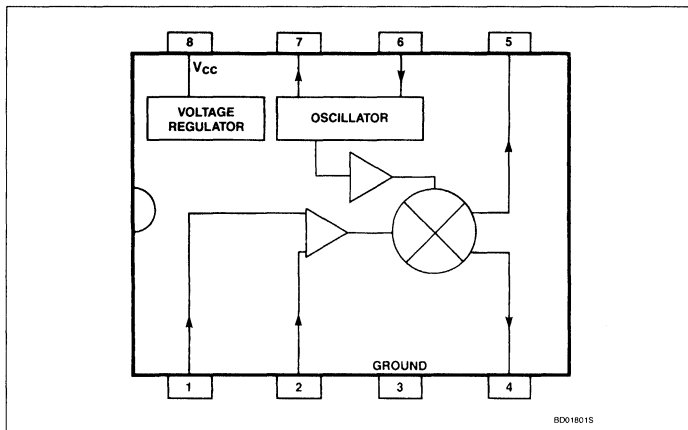 8 7 6 5
VCC
VOLTAGE
REGULATOR
OSCILLATOR
GROUND
1 2 3 4
BD01801S